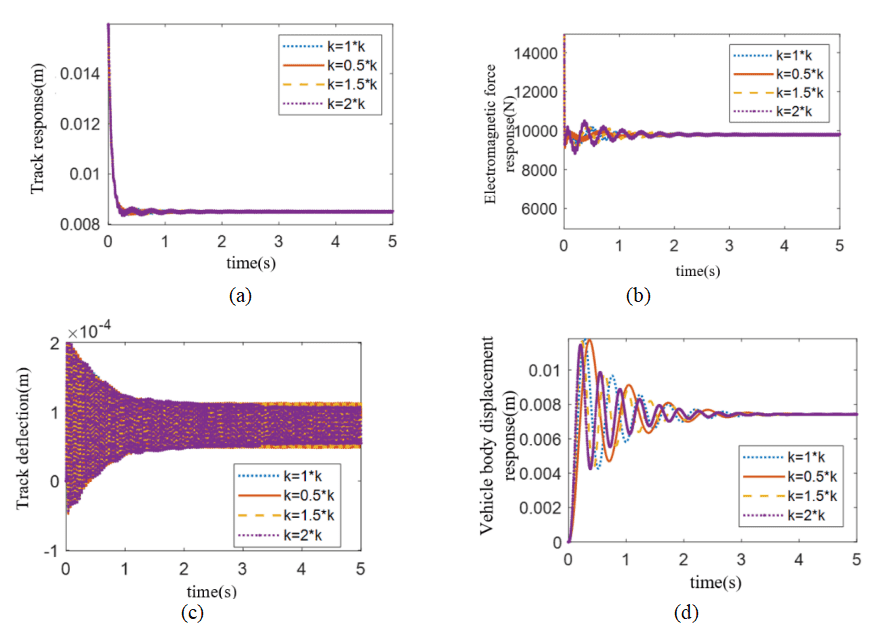 Track response(m)
0.014
0.012
0.01
0.008
k=1*k
k=0.5*k
k=1.5*k
k=2*k
0 1 2 3 4 5
time(s)
(a)
Electromagnetic force
response(N)
14000
12000
10000
8000
6000
k=1*k
k=0.5*k
k=1.5*k
k=2*k
0 1 2 3 4 5
time(s)
(b)
Track deflection(m)
×10-4
2
1
0
-1
k=1*k
k=0.5*k
k=1.5*k
k=2*k
0 1 2 3 4 5
time(s)
(c)
Vehicle body displacement
response(m)
0.01
0.008
0.006
0.004
0.002
0
k=1*k
k=0.5*k
k=1.5*k
k=2*k
0 1 2 3 4 5
time(s)
(d)